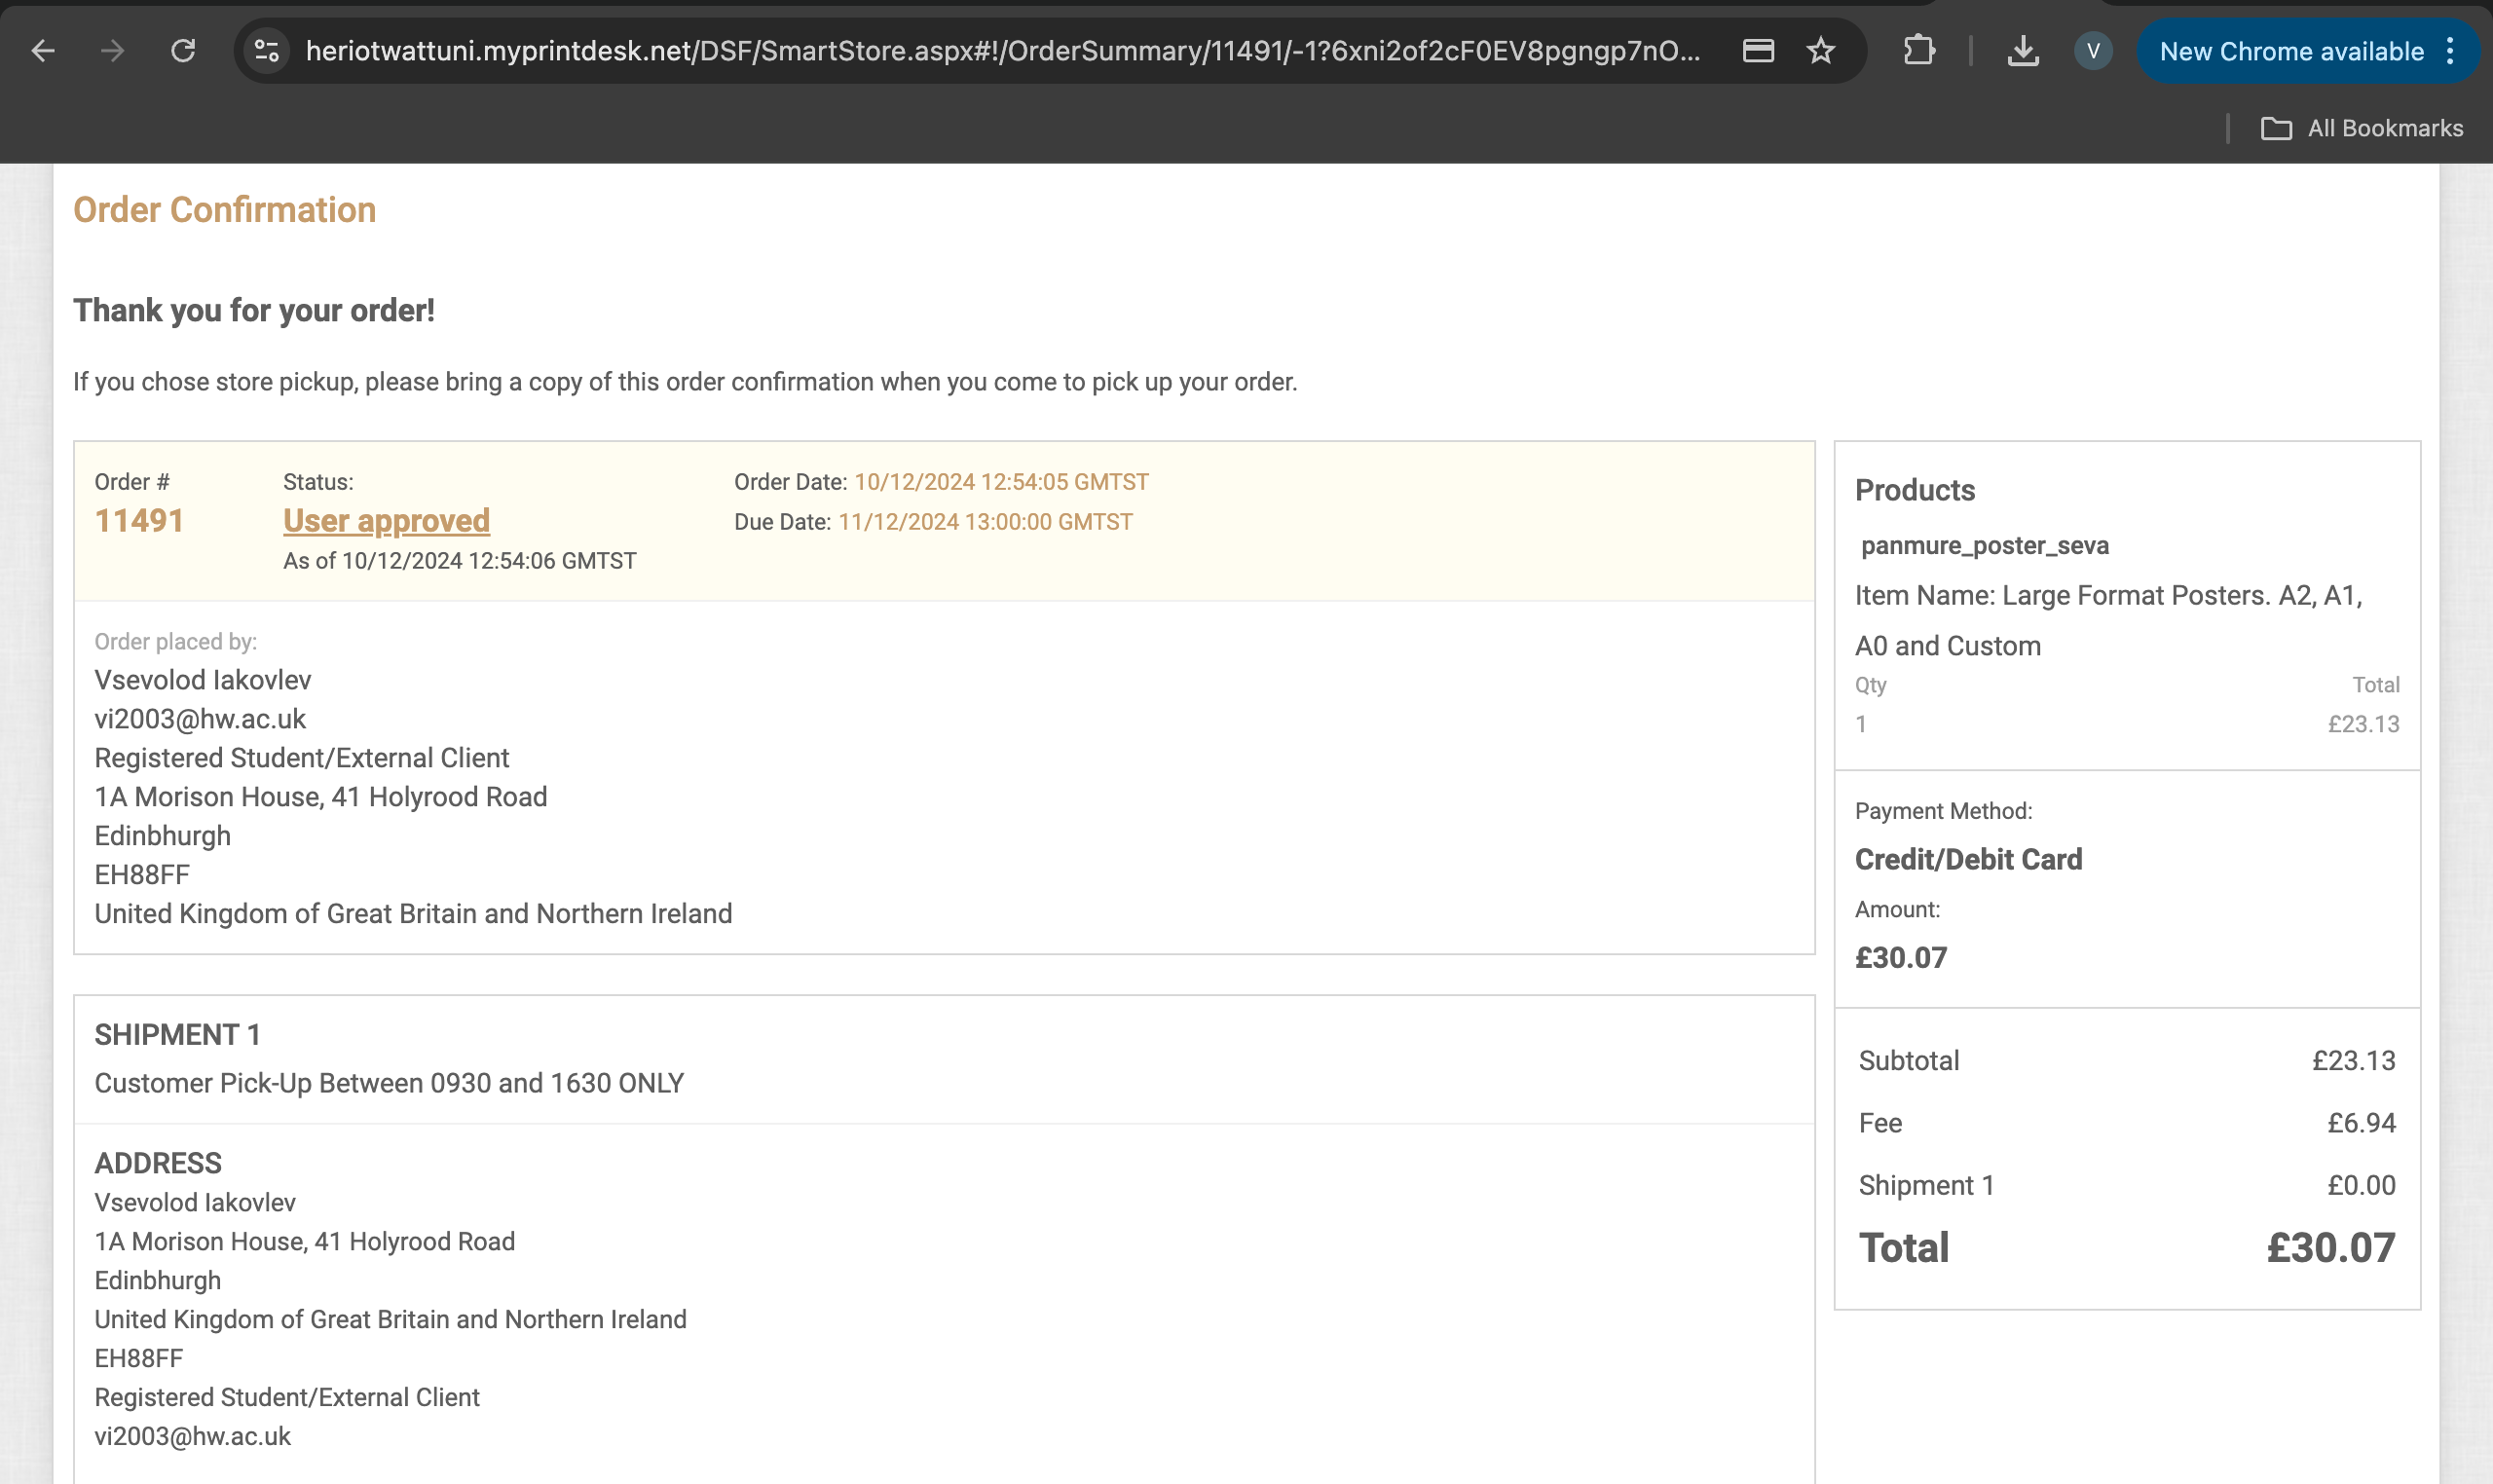 heriotwattuni.myprintdesk.net/DSF/SmartStore.aspx#!/OrderSummary/11491/-1?6xni2of2cF0EV8pgngp7nO...
V
New Chrome available
All Bookmarks
Order Confirmation
Thank you for your order!
If you chose store pickup, please bring a copy of this order confirmation when you come to pick up your order.
Order #
11491
Status:
User approved
As of 10/12/2024 12:54:06 GMTST
Order Date: 10/12/2024 12:54:05 GMTST
Due Date: 11/12/2024 13:00:00 GMTST
Order placed by:
Vsevolod Iakovlev
vi2003@hw.ac.uk
Registered Student/External Client
1A Morison House, 41 Holyrood Road
Edinbhurgh
EH88FF
United Kingdom of Great Britain and Northern Ireland
SHIPMENT 1
Customer Pick-Up Between 0930 and 1630 ONLY
ADDRESS
Vsevolod Iakovlev
1A Morison House, 41 Holyrood Road
Edinbhurgh
United Kingdom of Great Britain and Northern Ireland
EH88FF
Registered Student/External Client
vi2003@hw.ac.uk
Products
panmure_poster_seva
Item Name: Large Format Posters. A2, A1,
A0 and Custom
Qty Total
1 £23.13
Payment Method:
Credit/Debit Card
Amount:
£30.07
Subtotal £23.13
Fee £6.94
Shipment 1 £0.00
Total £30.07